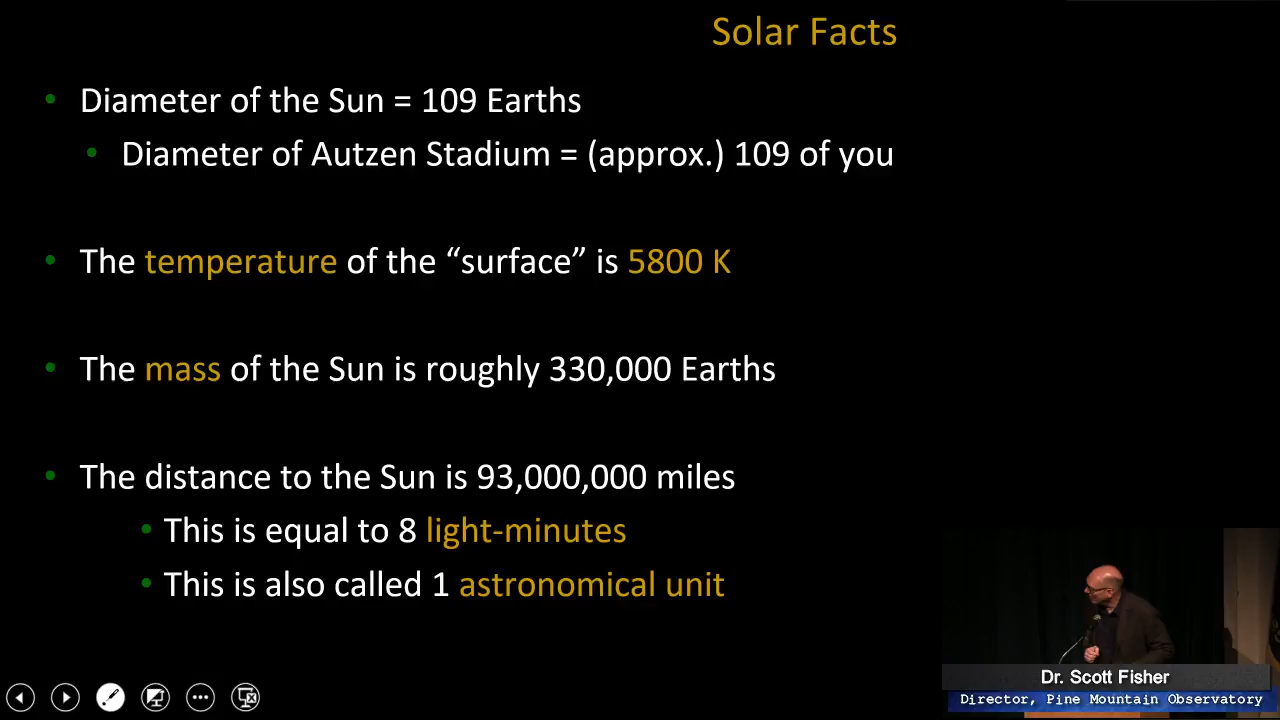 Solar Facts
• Diameter of the Sun = 109 Earths
• Diameter of Autzen Stadium = (approx.) 109 of you
• The temperature of the “surface” is 5800 K
• The mass of the Sun is roughly 330,000 Earths
• The distance to the Sun is 93,000,000 miles
• This is equal to 8 light-minutes
• This is also called 1 astronomical unit
Dr. Scott Fisher
Director, Pine Mountain Observatory